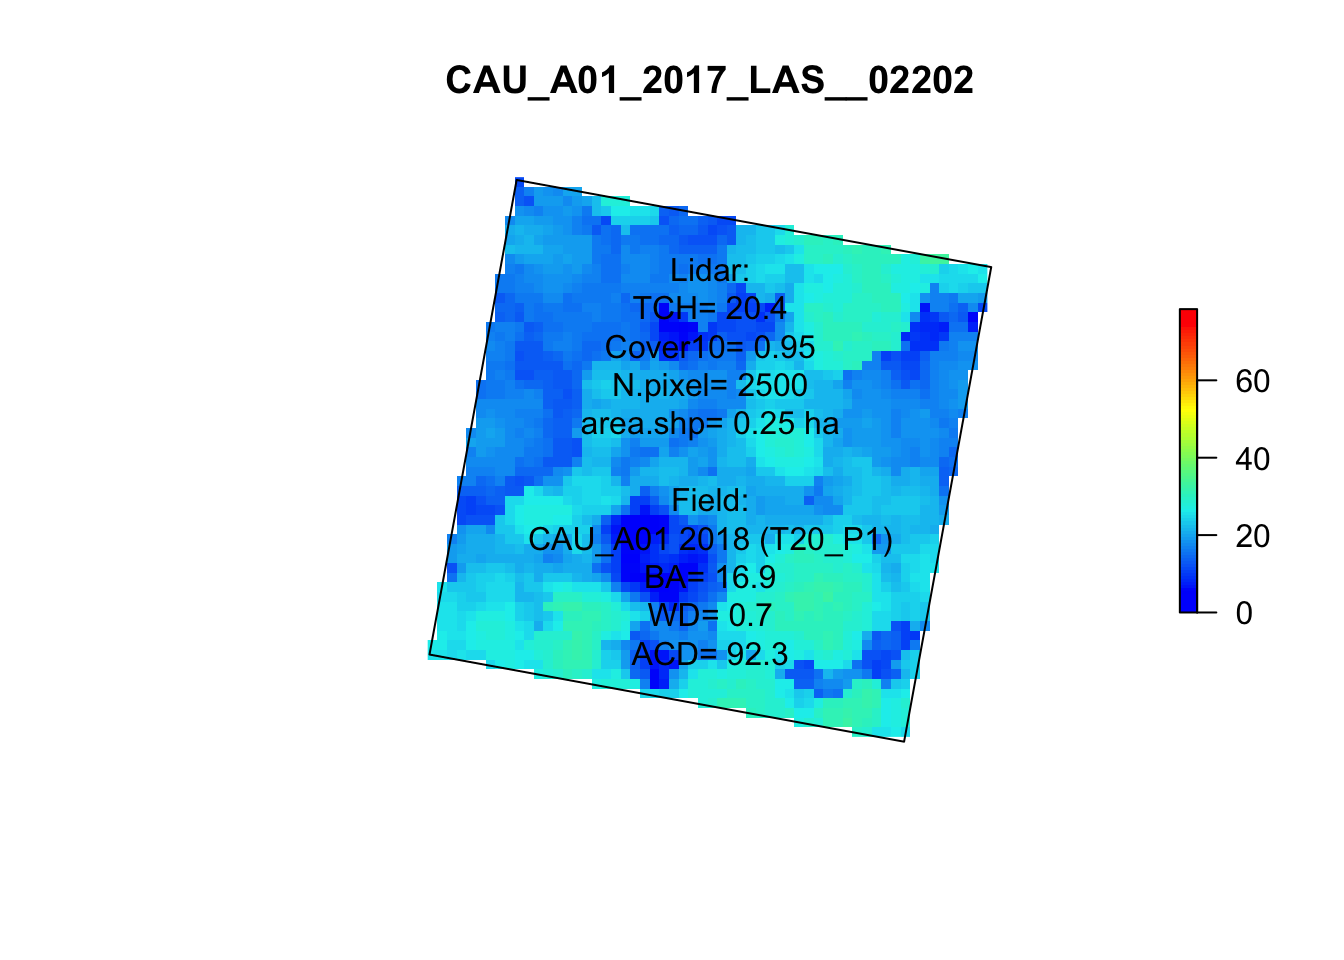 CAU_A01_2017_LAS__02202
Lidar:
TCH= 20.4
Cover10= 0.95
N.pixel= 2500
area.shp= 0.25 ha
Field:
CAU_A01 2018 (T20_P1)
BA= 16.9
WD= 0.7
ACD= 92.3
60
40
20
0